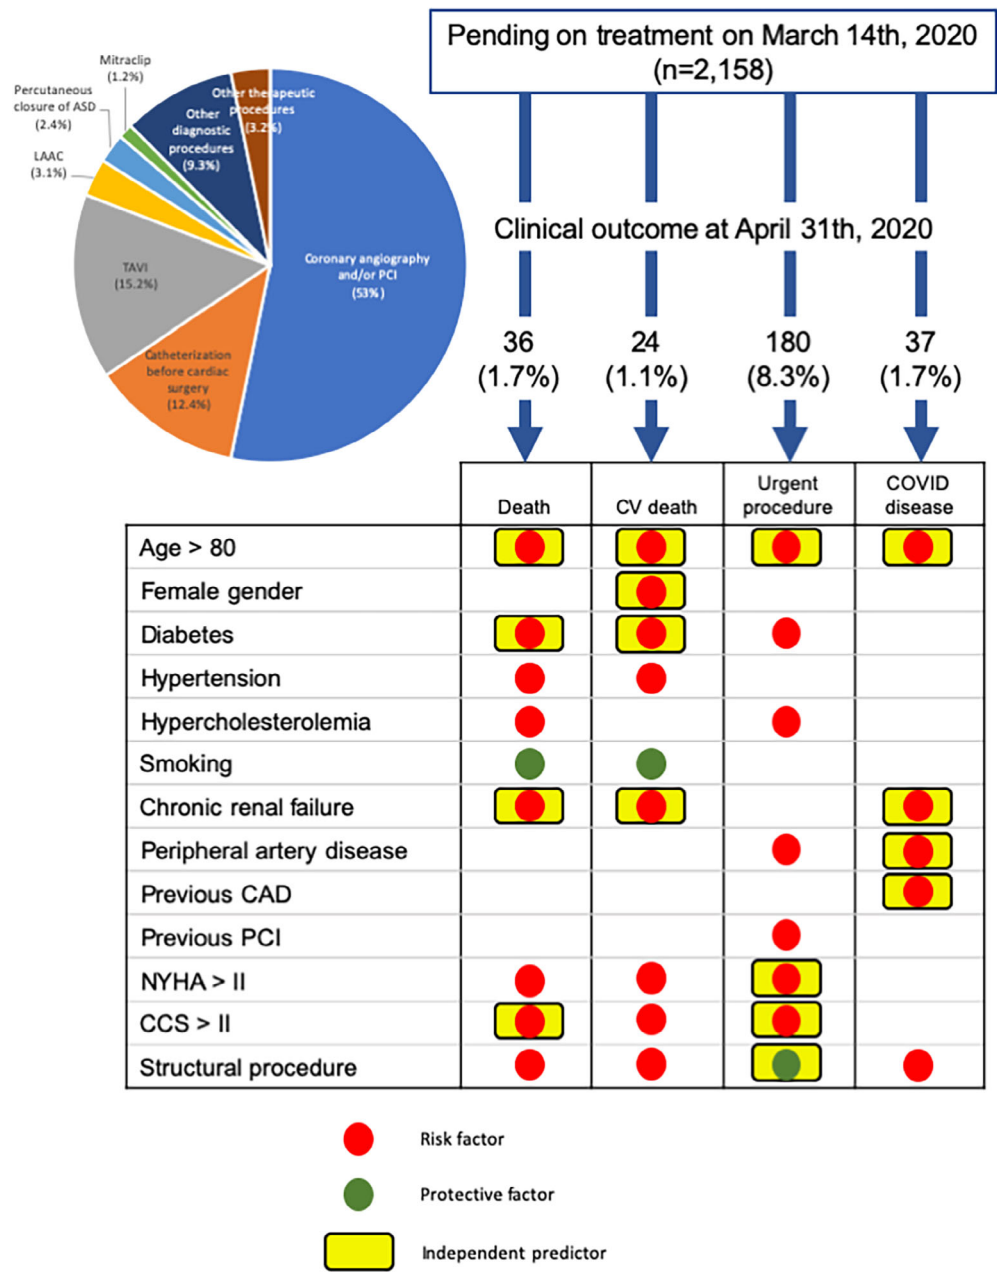 Pending on treatment on March 14th, 2020
(n=2,158)
Mitraclip
(1.2%)
Percutaneous
closure of ASD
(2.4%)
LAAC
(3.1%)
Other therapeutic
procedures
(3.2%)
Other
diagnostic
procedures
(9.3%)
TAVI
(15.2%)
Coronary angiography
and/or PCI
(53%)
Catheterization
before cardiac
surgery
(12.4%)
Clinical outcome at April 31th, 2020
36 24 180 37
(1.7%) (1.1%) (8.3%) (1.7%)
Death
CV death
Urgent
procedure
COVID
disease
Age > 80
Female gender
Diabetes
Hypertension
Hypercholesterolemia
Smoking
Chronic renal failure
Peripheral artery disease
Previous CAD
Previous PCI
NYHA > II
CCS > II
Structural procedure
Risk factor
Protective factor
Independent predictor